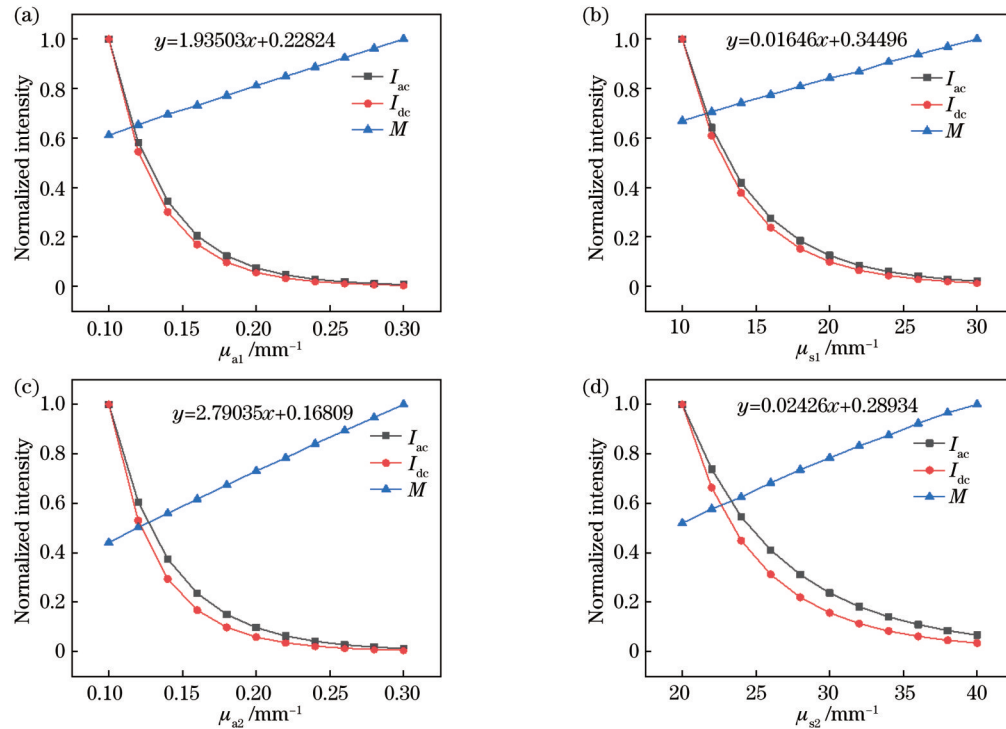 (a)
y=1.93503x+0.22824
I_ac
I_dc
M
Normalized intensity
1.0
0.8
0.6
0.4
0.2
0
0.10 0.15 0.20 0.25 0.30
μ_a1 /mm⁻¹
(b)
y=0.01646x+0.34496
I_ac
I_dc
M
Normalized intensity
1.0
0.8
0.6
0.4
0.2
0
10 15 20 25 30
μ_s1 /mm⁻¹
(c)
y=2.79035x+0.16809
I_ac
I_dc
M
Normalized intensity
1.0
0.8
0.6
0.4
0.2
0
0.10 0.15 0.20 0.25 0.30
μ_a2 /mm⁻¹
(d)
y=0.02426x+0.28934
I_ac
I_dc
M
Normalized intensity
1.0
0.8
0.6
0.4
0.2
0
20 25 30 35 40
μ_s2 /mm⁻¹